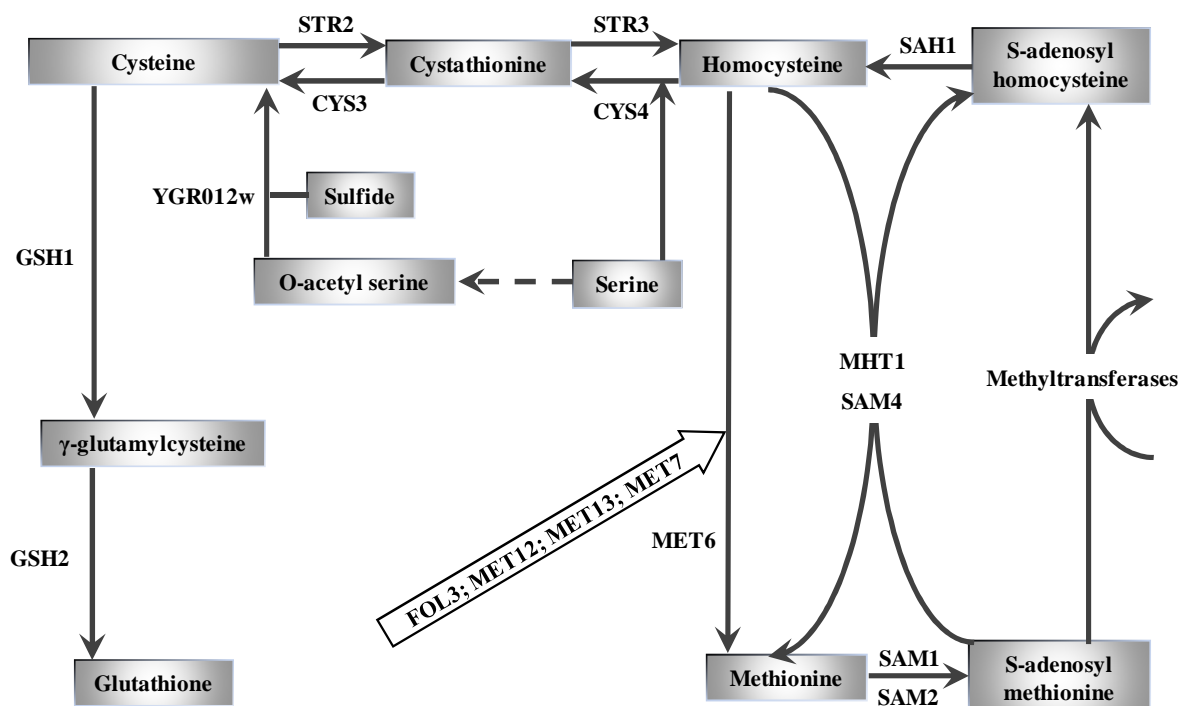 STR2
STR3
Cysteine
Cystathionine
Homocysteine
SAH1
S-adenosyl
homocysteine
CYS3
CYS4
YGR012w
Sulfide
GSH1
O-acetyl serine
Serine
MHT1
SAM4
Methyltransferases
γ-glutamylcysteine
FOL3; MET12; MET13; MET7
MET6
GSH2
Glutathione
Methionine
SAM1
SAM2
S-adenosyl
methionine